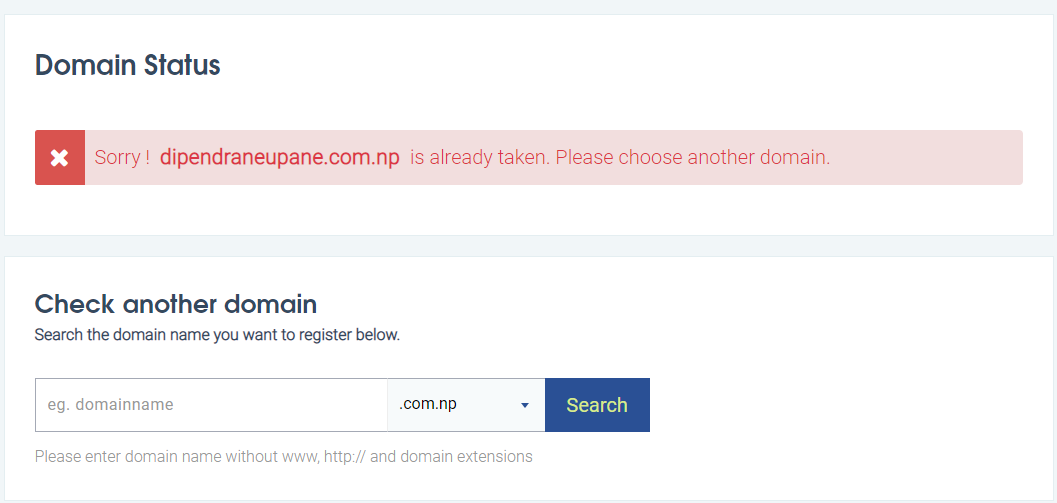 Domain Status
Sorry ! dipendraneupane.com.np is already taken. Please choose another domain.
Check another domain
Search the domain name you want to register below.
eg. domainname .com.np Search
Please enter domain name without www, http:// and domain extensions